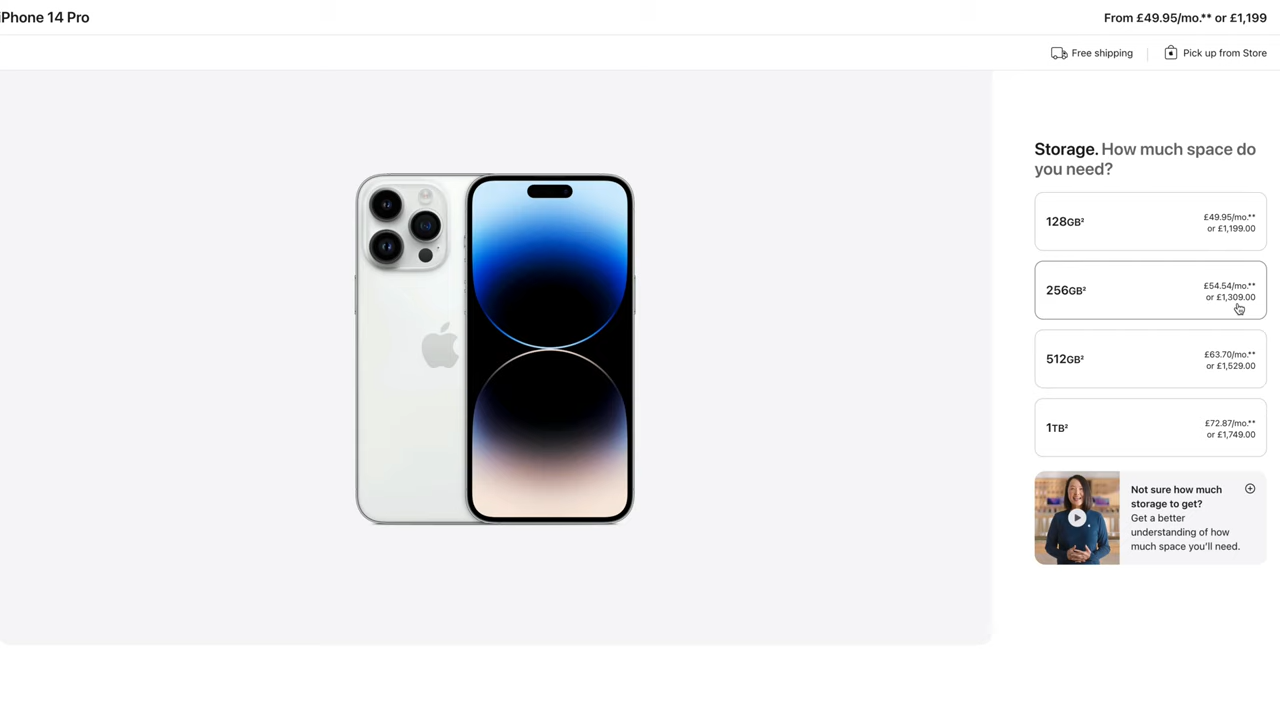 iPhone 14 Pro
From £49.95/mo.** or £1,199
Free shipping
Pick up from Store
Storage. How much space do
you need?
128GB²
£49.95/mo.**
or £1,199.00
256GB²
£54.54/mo.**
or £1,309.00
512GB²
£63.70/mo.**
or £1,529.00
1TB²
£72.87/mo.**
or £1,749.00
Not sure how much
storage to get?
Get a better
understanding of how
much space you'll need.